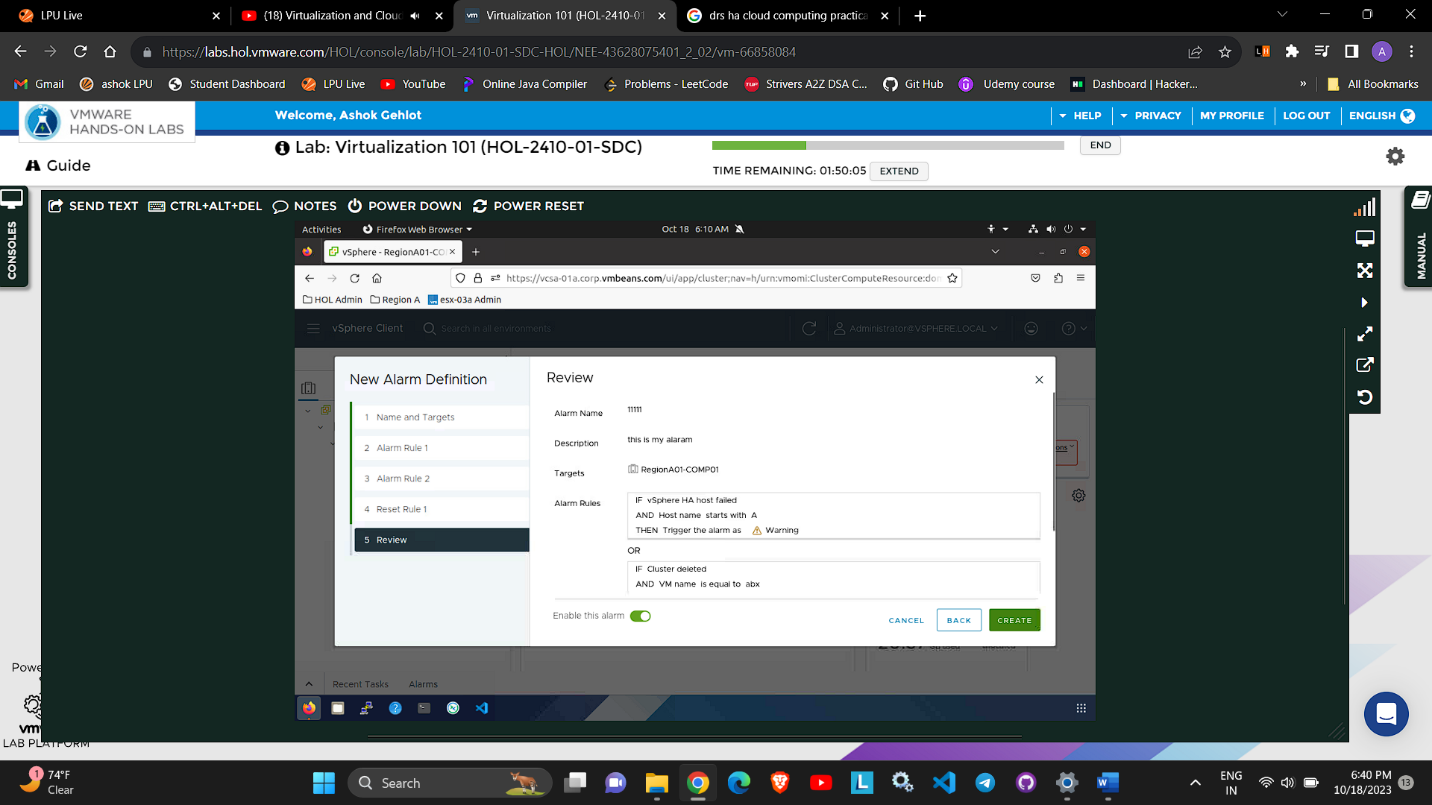 LPU Live
(18) Virtualization and Cloud
Virtualization 101 (HOL-2410-01
drs ha cloud computing practica
https://labs.hol.vmware.com/HOL/console/lab/HOL-2410-01-SDC-HOL/NEE-43628075401_2_02/vm-66858084
A
Gmail
ashok LPU
Student Dashboard
LPU Live
YouTube
Online Java Compiler
Problems - LeetCode
Strivers A2Z DSA C...
Git Hub
Udemy course
Dashboard | Hacker...
»
All Bookmarks
VMWARE
HANDS-ON LABS
Welcome, Ashok Gehlot
HELP
PRIVACY
MY PROFILE
LOG OUT
ENGLISH
Guide
Lab: Virtualization 101 (HOL-2410-01-SDC)
END
TIME REMAINING: 01:50:05
EXTEND
CONSOLES
SEND TEXT
CTRL+ALT+DEL
NOTES
POWER DOWN
POWER RESET
MANUAL
Activities
Firefox Web Browser
Oct 18 6:10 AM
vSphere - RegionA01-CO
https://vcsa-01a.corp.vmbeans.com/ui/app/cluster;nav=h/urn:vmomi:ClusterComputeResource:dor
HOL Admin
Region A
esx-03a Admin
vSphere Client
Search in all environments
Administrator@VSPHERE.LOCAL
New Alarm Definition
1 Name and Targets
2 Alarm Rule 1
3 Alarm Rule 2
4 Reset Rule 1
5 Review
Review
Alarm Name
11111
Description
this is my alaram
Targets
RegionA01-COMP01
Alarm Rules
IF vSphere HA host failed
AND Host name starts with A
THEN Trigger the alarm as Warning
OR
IF Cluster deleted
AND VM name is equal to abx
Enable this alarm
CANCEL
BACK
CREATE
Recent Tasks
Alarms
LAB PLATFORM
1
74°F
Clear
Search
ENG
IN
6:40 PM
10/18/2023
13